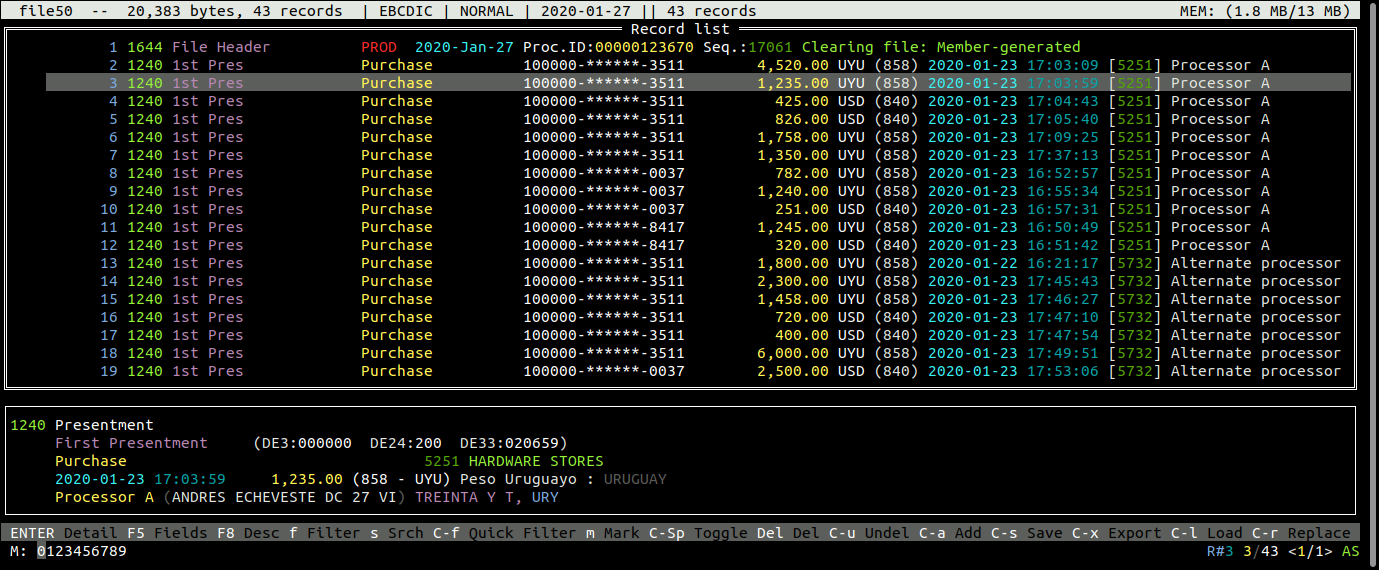 file50  --  20,383 bytes, 43 records  | EBCDIC | NORMAL | 2020-01-27 || 43 records MEM: (1.8 MB/13 MB)
Record list
1 1644 File Header PROD 2020-Jan-27 Proc.ID:00000123670 Seq.:17061 Clearing file: Member-generated
2 1240 1st Pres Purchase 100000-******-3511 4,520.00 UYU (858) 2020-01-23 17:03:09 [5251] Processor A
3 1240 1st Pres Purchase 100000-******-3511 1,235.00 UYU (858) 2020-01-23 17:03:59 [5251] Processor A
4 1240 1st Pres Purchase 100000-******-3511 425.00 USD (840) 2020-01-23 17:04:43 [5251] Processor A
5 1240 1st Pres Purchase 100000-******-3511 826.00 USD (840) 2020-01-23 17:05:40 [5251] Processor A
6 1240 1st Pres Purchase 100000-******-3511 1,758.00 UYU (858) 2020-01-23 17:09:25 [5251] Processor A
7 1240 1st Pres Purchase 100000-******-3511 1,350.00 UYU (858) 2020-01-23 17:37:13 [5251] Processor A
8 1240 1st Pres Purchase 100000-******-0037 782.00 UYU (858) 2020-01-23 16:52:57 [5251] Processor A
9 1240 1st Pres Purchase 100000-******-0037 1,240.00 UYU (858) 2020-01-23 16:55:34 [5251] Processor A
10 1240 1st Pres Purchase 100000-******-0037 251.00 USD (840) 2020-01-23 16:57:31 [5251] Processor A
11 1240 1st Pres Purchase 100000-******-8417 1,245.00 UYU (858) 2020-01-23 16:50:49 [5251] Processor A
12 1240 1st Pres Purchase 100000-******-8417 320.00 USD (840) 2020-01-23 16:51:42 [5251] Processor A
13 1240 1st Pres Purchase 100000-******-3511 1,800.00 UYU (858) 2020-01-22 16:21:17 [5732] Alternate processor
14 1240 1st Pres Purchase 100000-******-3511 2,300.00 UYU (858) 2020-01-23 17:45:43 [5732] Alternate processor
15 1240 1st Pres Purchase 100000-******-3511 1,458.00 UYU (858) 2020-01-23 17:46:27 [5732] Alternate processor
16 1240 1st Pres Purchase 100000-******-3511 720.00 USD (840) 2020-01-23 17:47:10 [5732] Alternate processor
17 1240 1st Pres Purchase 100000-******-3511 400.00 USD (840) 2020-01-23 17:47:54 [5732] Alternate processor
18 1240 1st Pres Purchase 100000-******-3511 6,000.00 UYU (858) 2020-01-23 17:49:51 [5732] Alternate processor
19 1240 1st Pres Purchase 100000-******-0037 2,500.00 USD (840) 2020-01-23 17:53:06 [5732] Alternate processor
1240 Presentment
First Presentment (DE3:000000 DE24:200 DE33:020659)
Purchase 5251 HARDWARE STORES
2020-01-23 17:03:59 1,235.00 (858 - UYU) Peso Uruguayo : URUGUAY
Processor A (ANDRES ECHEVESTE DC 27 VI) TREINTA Y T, URY
ENTER Detail F5 Fields F8 Desc f Filter s Srch C-f Quick Filter m Mark C-Sp Toggle Del Del C-u Undel C-a Add C-s Save C-x Export C-l Load C-r Replace
M: 0123456789 R#3 3/43 <1/1> AS